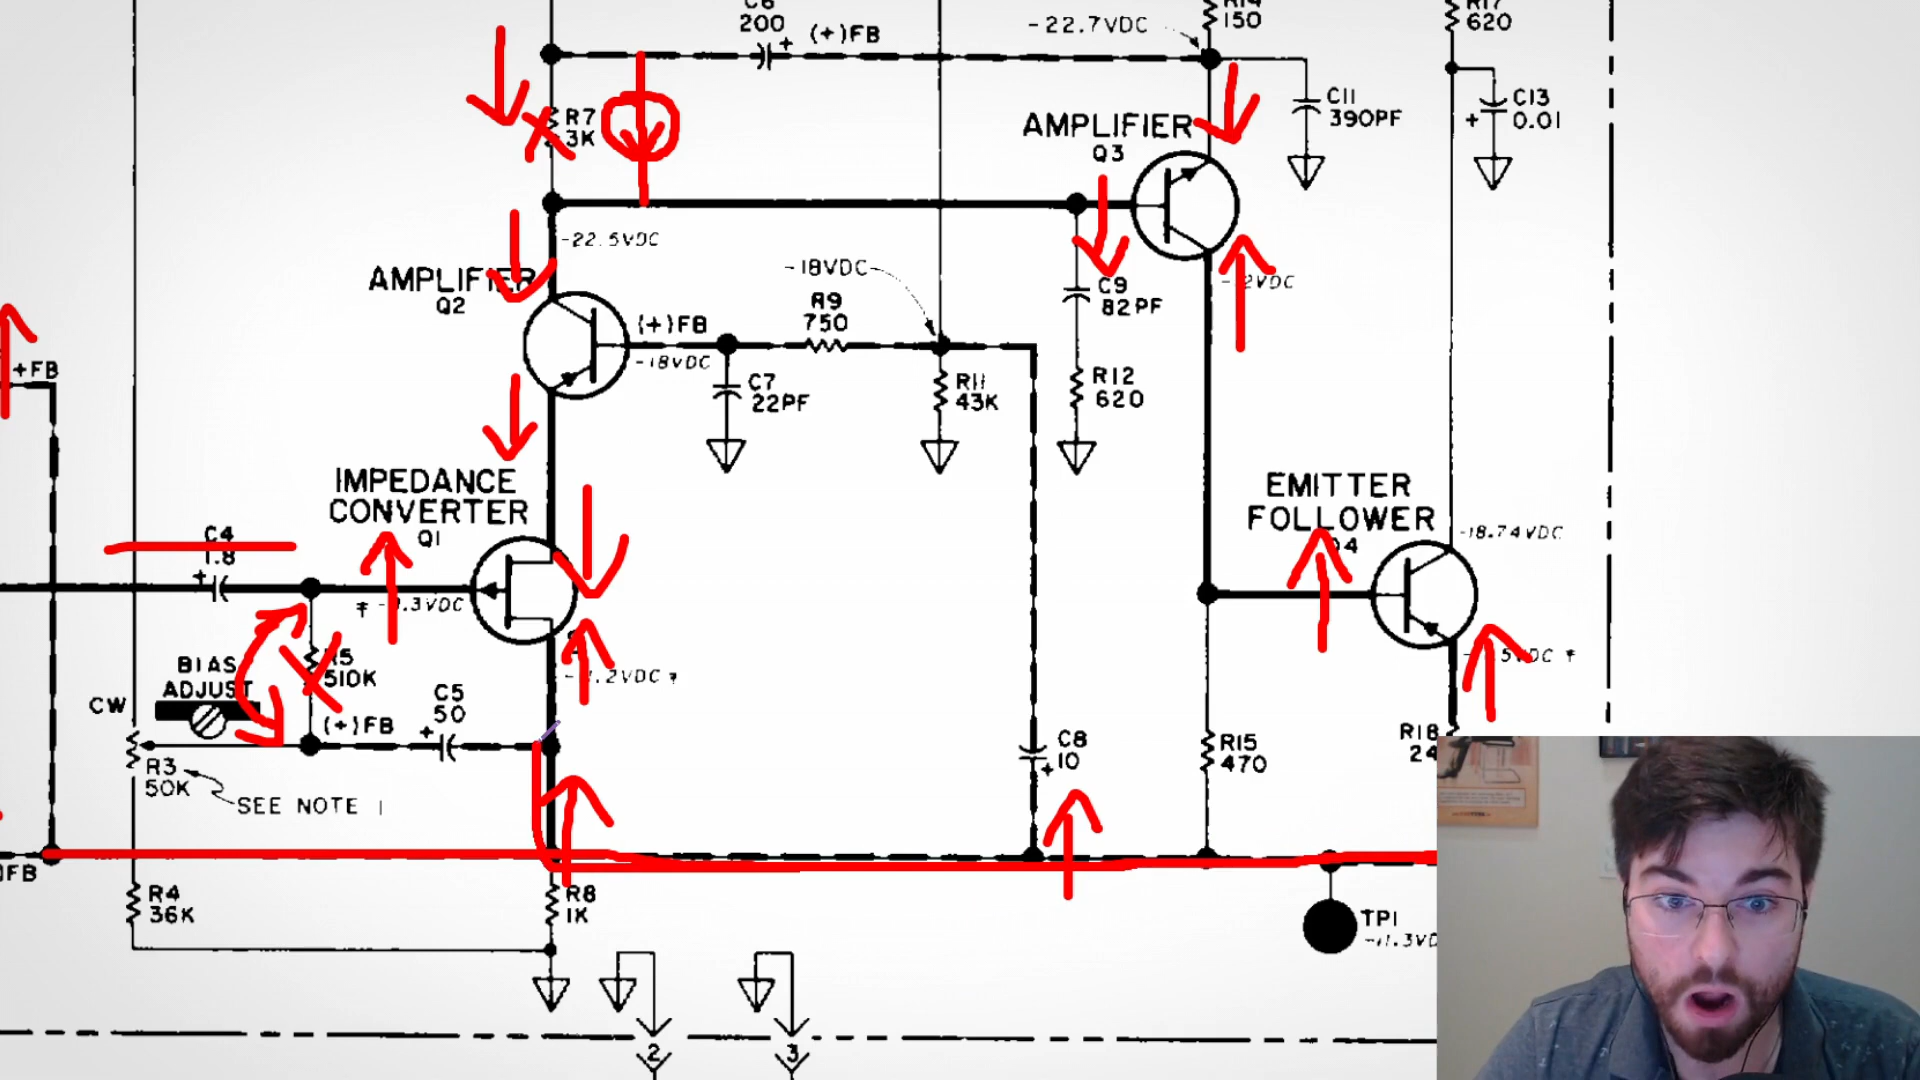 C6
200
(+)FB
-22.7VDC
R14
150
R17
620
R7
3K
AMPLIFIER
Q3
C11
390PF
C13
0.01
-22.5VDC
AMPLIFIER
Q2
-18VDC
(+)FB
R9
750
-18VDC
C9
82PF
C7
22PF
R11
43K
R12
620
+FB
IMPEDANCE
CONVERTER
Q1
EMITTER
FOLLOWER
Q4
-18.74VDC
C4
1.8
R5
510K
BIAS
ADJUST
CW
(+)FB
C5
50
C8
10
R15
470
R18
R3
50K
SEE NOTE 1
R4
36K
R8
1K
TP1
2
3